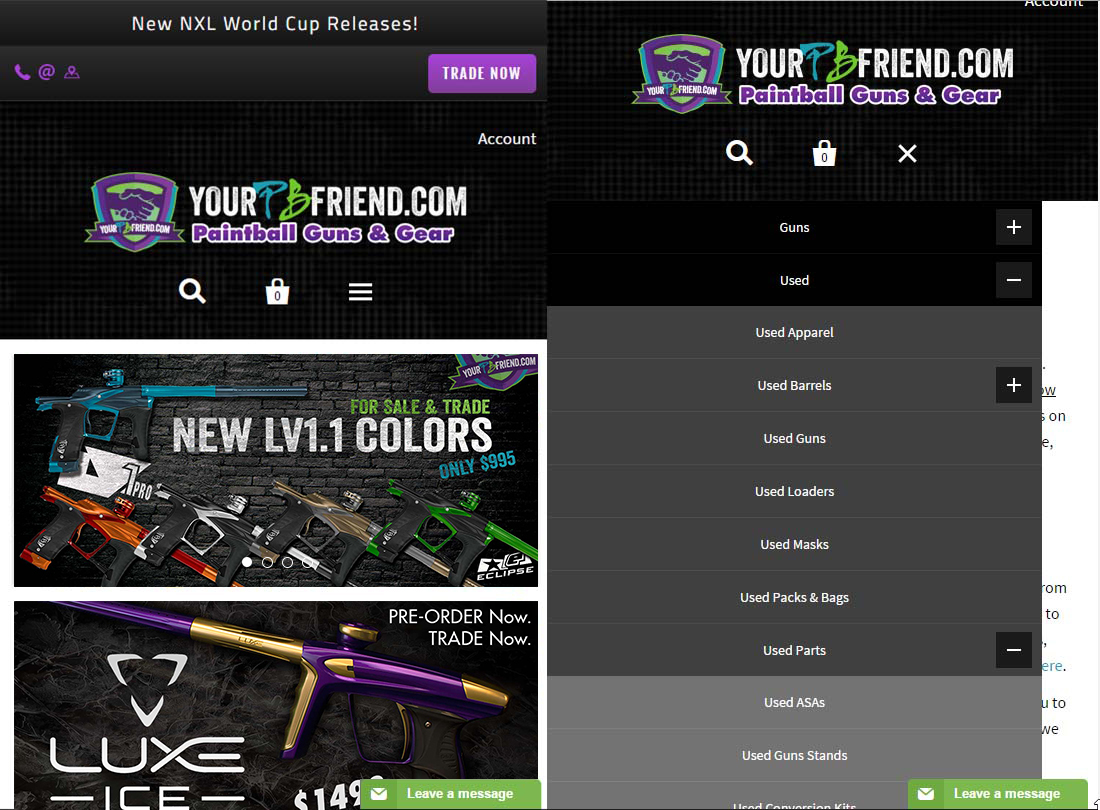 New NXL World Cup Releases!
TRADE NOW
Account
YOURPBFRIEND.COM
YOURPBFRIEND.COM
Paintball Guns & Gear
0
YOURPBFRIEND.COM
FOR SALE & TRADE
NEW LV1.1 COLORS
ONLY $995
PRO
ECLIPSE
PRE-ORDER Now.
TRADE Now.
LUXE
LUXE
ICE
Leave a message
Account
YOURPBFRIEND.COM
YOURPBFRIEND.COM
Paintball Guns & Gear
0
Guns
Used
Used Apparel
Used Barrels
Used Guns
Used Loaders
Used Masks
Used Packs & Bags
Used Parts
Used ASAs
Used Guns Stands
Used Conversion Kits
on
to
ere.
to
we
Leave a message